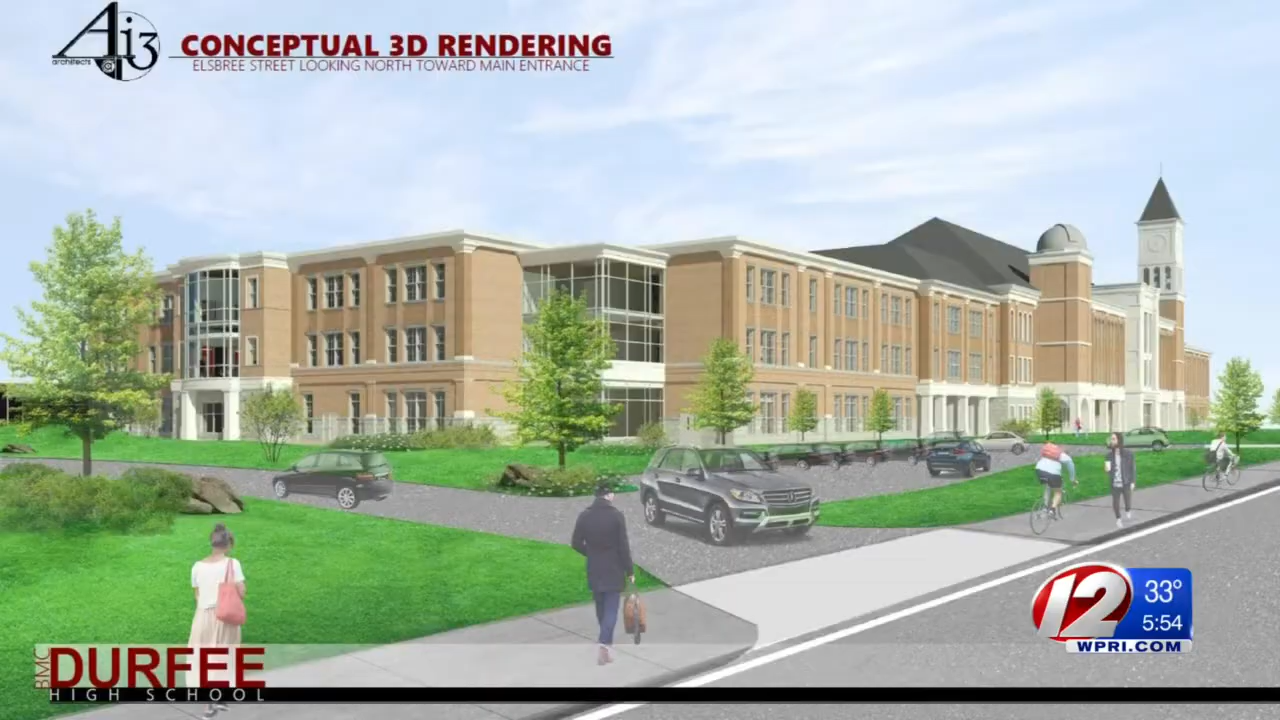 Ai3
architects
CONCEPTUAL 3D RENDERING
ELSBREE STREET LOOKING NORTH TOWARD MAIN ENTRANCE
12
33°
5:54
WPRI.COM
BMC
DURFEE
HIGH SCHOOL